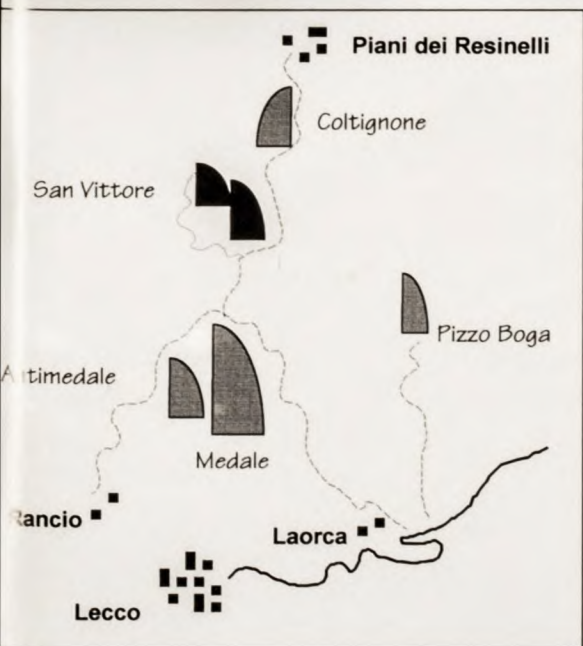 Piani dei Resinelli
Coltignone
San Vittore
Pizzo Boga
Medale
Laorca
Lecco